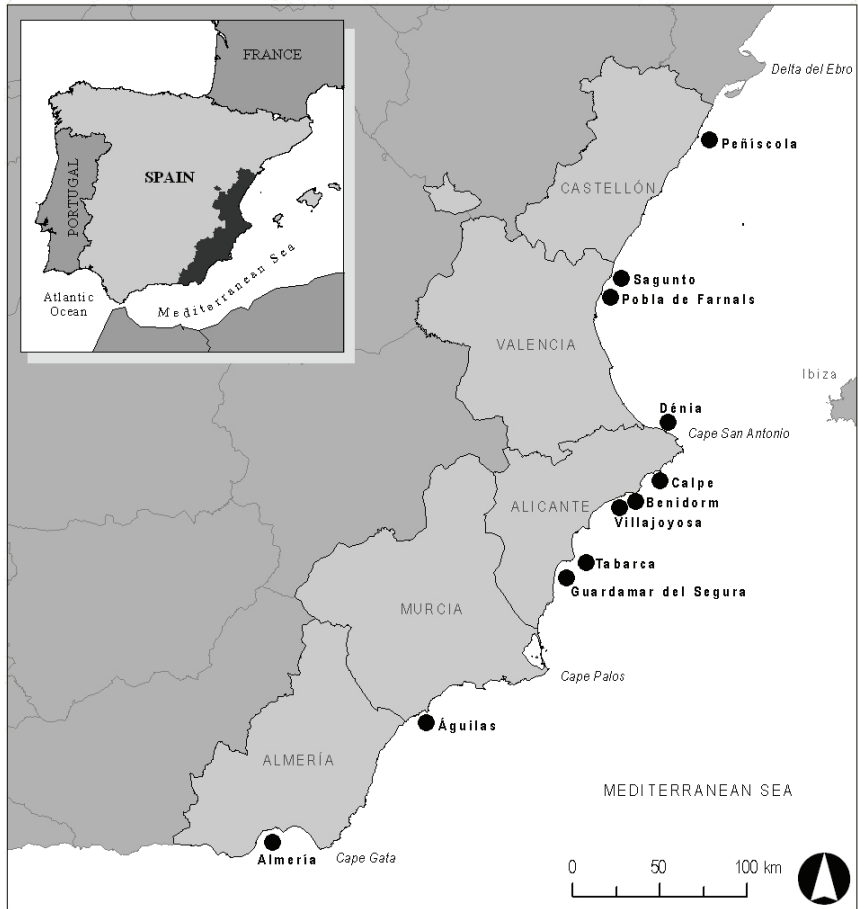 FRANCE
SPAIN
PORTUGAL
Mediterranean Sea
Atlantic
Ocean
Delta del Ebro
Peñíscola
CASTELLÓN
Sagunto
Pobla de Farnals
VALENCIA
Ibiza
Dénia
Cape San Antonio
Calpe
Benidorm
ALICANTE
Villajoyosa
Tabarca
Guardamar del Segura
MURCIA
Cape Palos
Águilas
ALMERÍA
MEDITERRANEAN SEA
Almería
Cape Gata
0 50 100 km